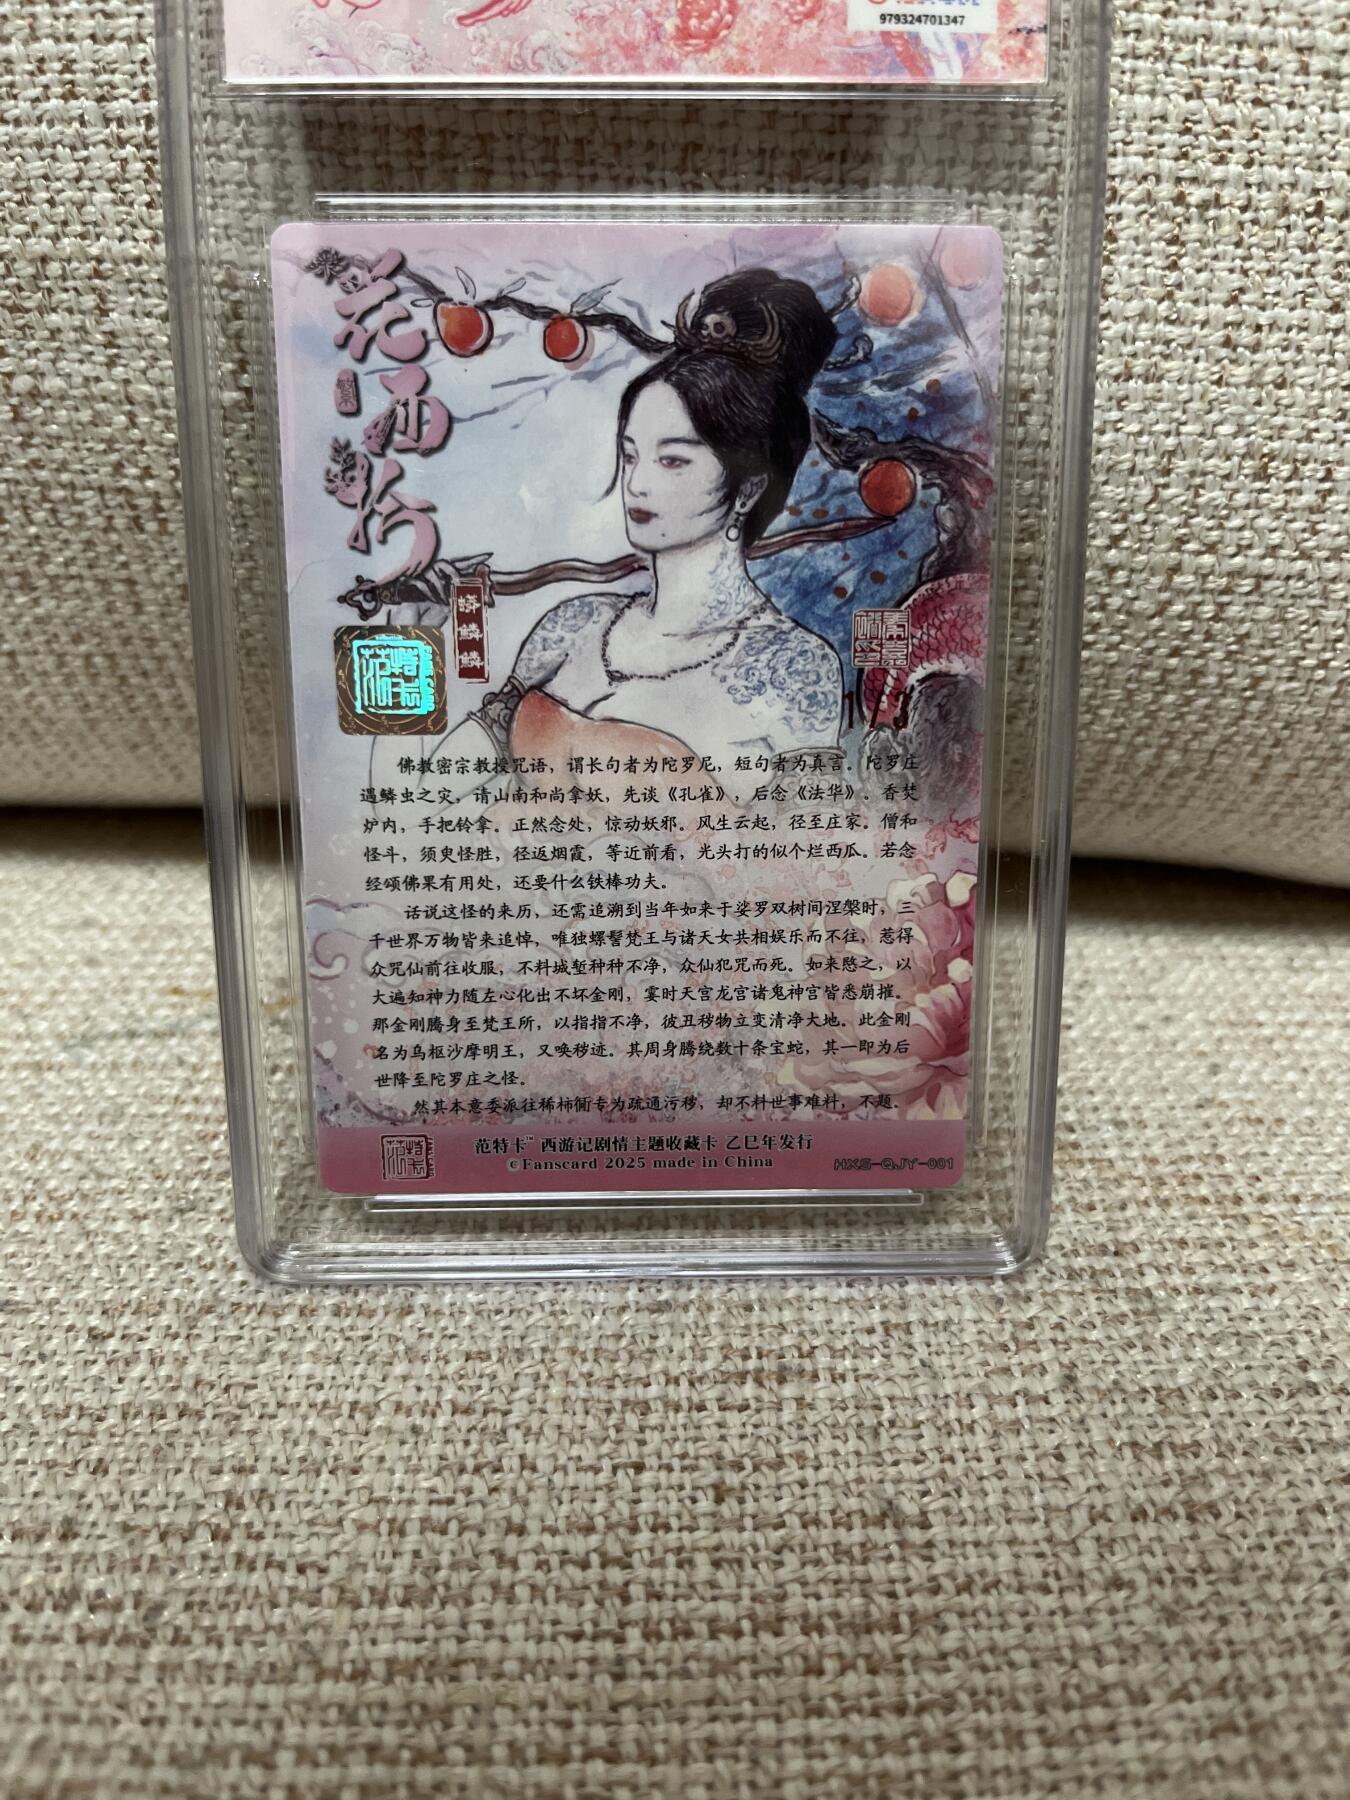 979324701347
花西拾
繁
1/3
佛教密宗教授咒语，谓长句者为陀罗尼，短句者为真言。陀罗庄
遇鳞虫之灾，请山南和尚拿妖，先谈《孔雀》，后念《法华》。香焚
炉内，手把铃拿。正然念处，惊动妖邪。风生云起，径至庄家。僧和
怪斗，须臾怪胜，径返烟霞，等近前看，光头打的似个烂西瓜。若念
经颂佛果有用处，还要什么铁棒功夫。
话说这怪的来历，还需追溯到当年如来于娑罗双树间涅槃时，三
千世界万物皆来追悼，唯独螺髻梵王与诸天女共相娱乐而不往，惹得
众咒仙前往收服，不料城堑种种不净，众仙犯咒而死。如来愍之，以
大遍知神力随左心化出不坏金刚，霎时天宫龙宫诸鬼神宫皆悉崩摧。
那金刚腾身至梵王所，以指指不净，彼丑秽物立变清净大地。此金刚
名为乌枢沙摩明王，又唤秽迹。其周身腾绕数十条宝蛇，其一即为后
世降至陀罗庄之怪。
然其本意委派往稀柿衕专为疏通污秽，却不料世事难料，不题。
范特卡™ 西游记剧情主题收藏卡 乙巳年发行
©Fanscard 2025 made in China
HXS-QJY-001